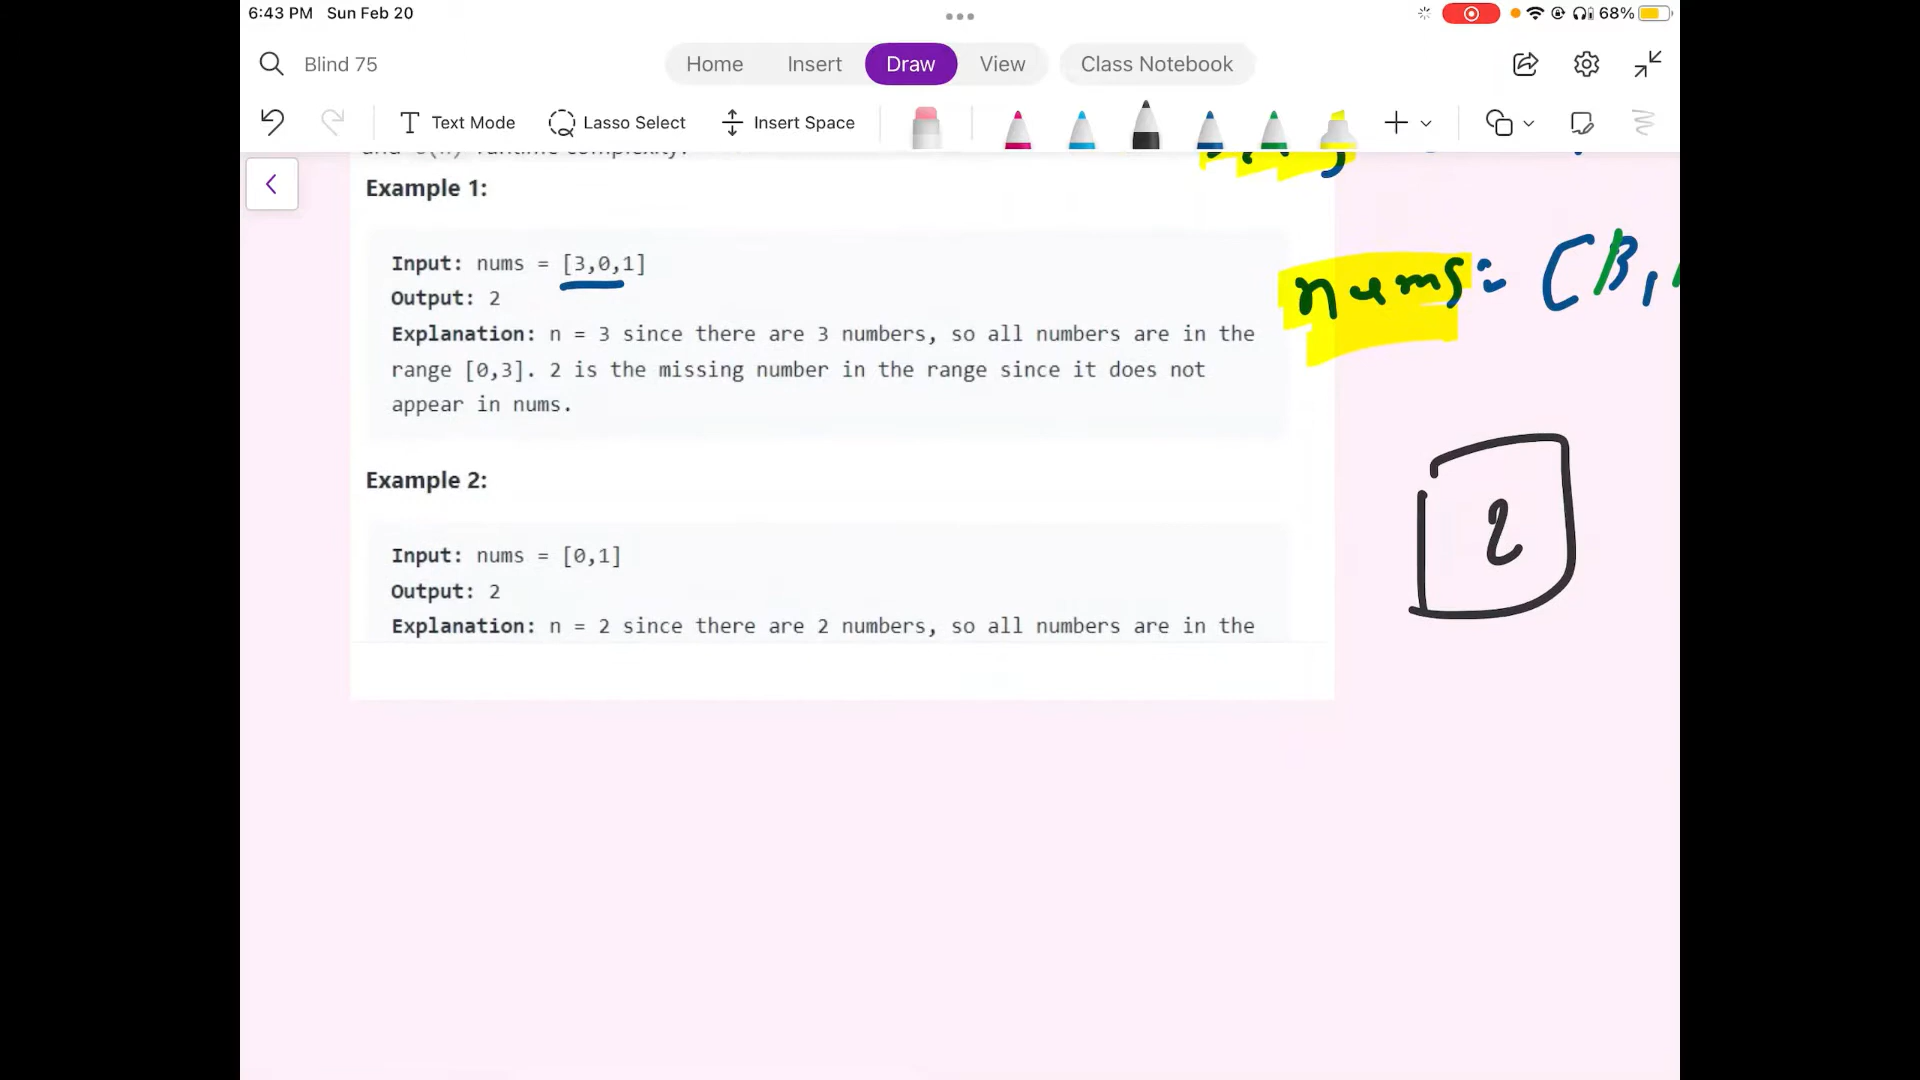 6:43 PM Sun Feb 20
68%
Blind 75
Home Insert Draw View Class Notebook
Text Mode Lasso Select Insert Space
runtime complexity.
Example 1:
Input: nums = [3,0,1]
Output: 2
Explanation: n = 3 since there are 3 numbers, so all numbers are in the
range [0,3]. 2 is the missing number in the range since it does not
appear in nums.
nums = [3,
2
Example 2:
Input: nums = [0,1]
Output: 2
Explanation: n = 2 since there are 2 numbers, so all numbers are in the